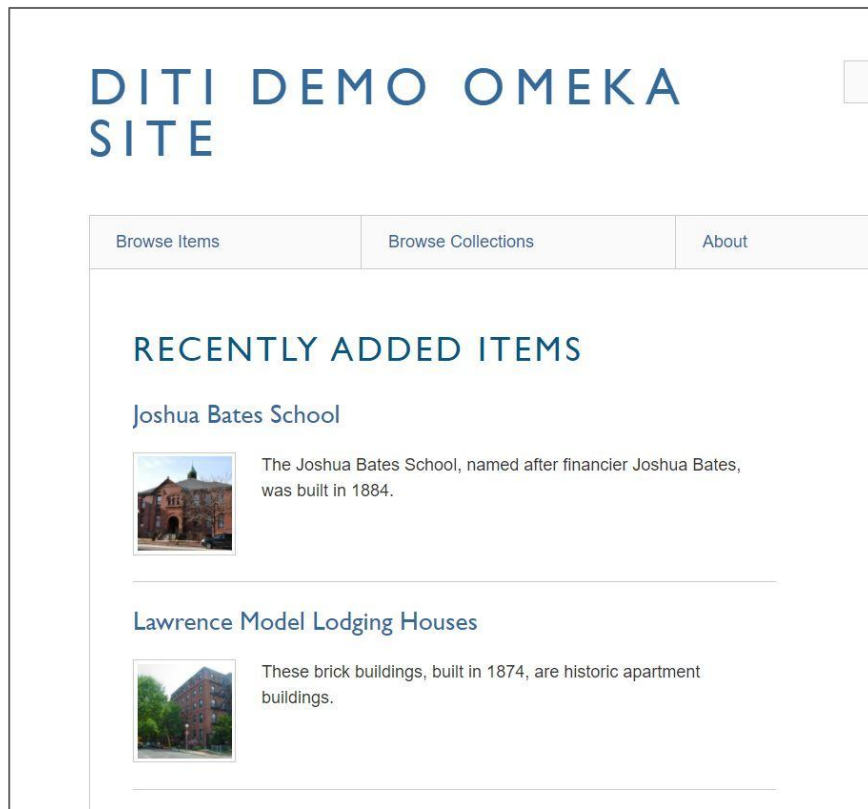 DITI DEMO OMEKA
SITE
Browse Items
Browse Collections
About
RECENTLY ADDED ITEMS
Joshua Bates School
The Joshua Bates School, named after financier Joshua Bates,
was built in 1884.
Lawrence Model Lodging Houses
These brick buildings, built in 1874, are historic apartment
buildings.